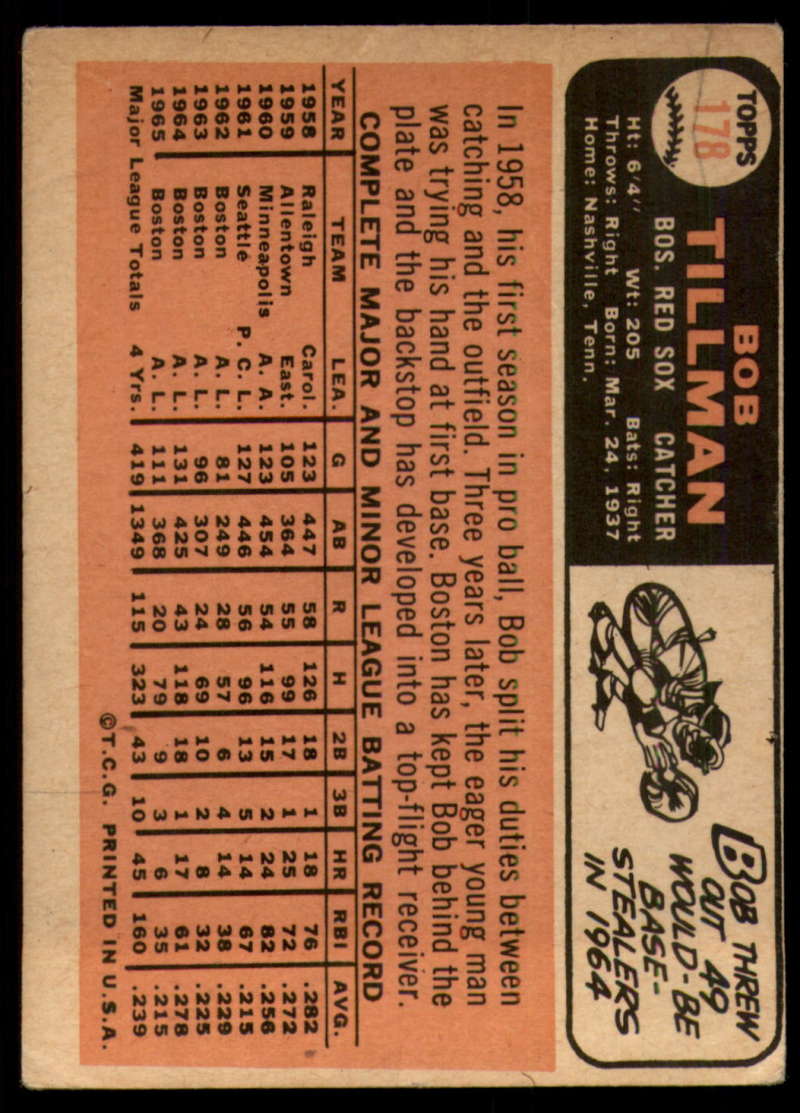 TOPPS
178
BOB
TILLMAN
BOS. RED SOX CATCHER
Ht: 6'4" Wt: 205 Bats: Right
Throws: Right Born: Mar. 24, 1937
Home: Nashville, Tenn.
BOB THREW
OUT 49
WOULD-BE
BASE-
STEALERS
IN 1964
In 1958, his first season in pro ball, Bob split his duties between
catching and the outfield. Three years later, the eager young man
was trying his hand at first base. Boston has kept Bob behind the
plate and the backstop has developed into a top-flight receiver.
COMPLETE MAJOR AND MINOR LEAGUE BATTING RECORD
YEAR TEAM LEA. G AB R H 2B 3B HR RBI AVG.
1958 Raleigh Carol. 123 447 58 126 18 1 18 76 .282
1959 Allentown East. 105 364 55 99 17 1 25 72 .272
1960 Minneapolis A. A. 123 454 54 116 15 2 24 82 .256
1961 Seattle P. C. L. 127 446 56 96 13 5 14 67 .215
1962 Boston A. L. 81 249 28 57 6 4 14 38 .229
1963 Boston A. L. 96 307 24 69 10 2 8 32 .225
1964 Boston A. L. 131 425 43 118 18 1 17 61 .278
1965 Boston A. L. 111 368 20 79 9 3 6 35 .215
Major League Totals 4 Yrs. 419 1349 115 323 43 10 45 160 .239
©T.C.G. PRINTED IN U.S.A.